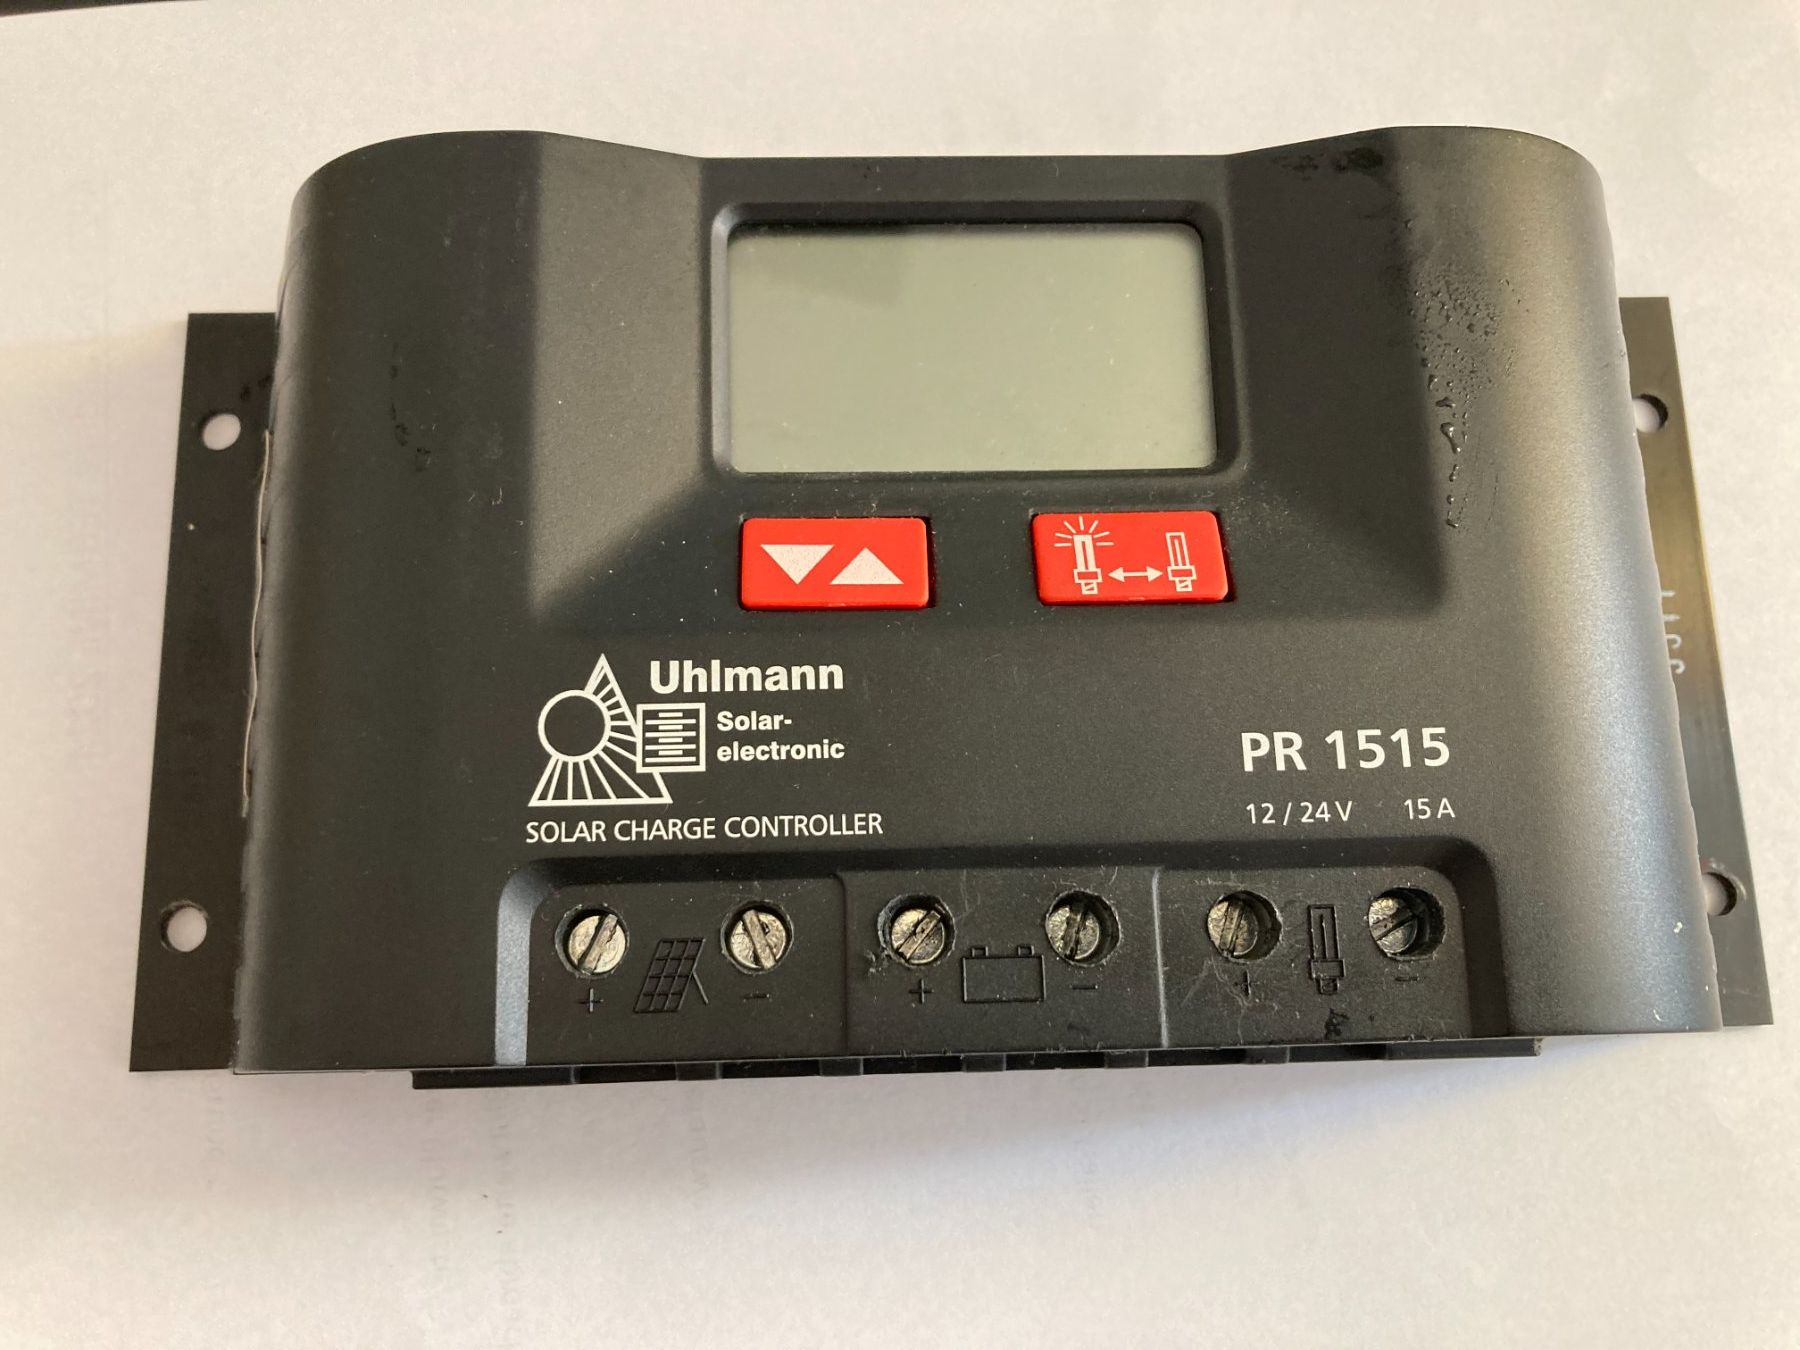 Uhlmann
Solar-
electronic
SOLAR CHARGE CONTROLLER
PR 1515
12 / 24 V 15 A
+ - + - + -